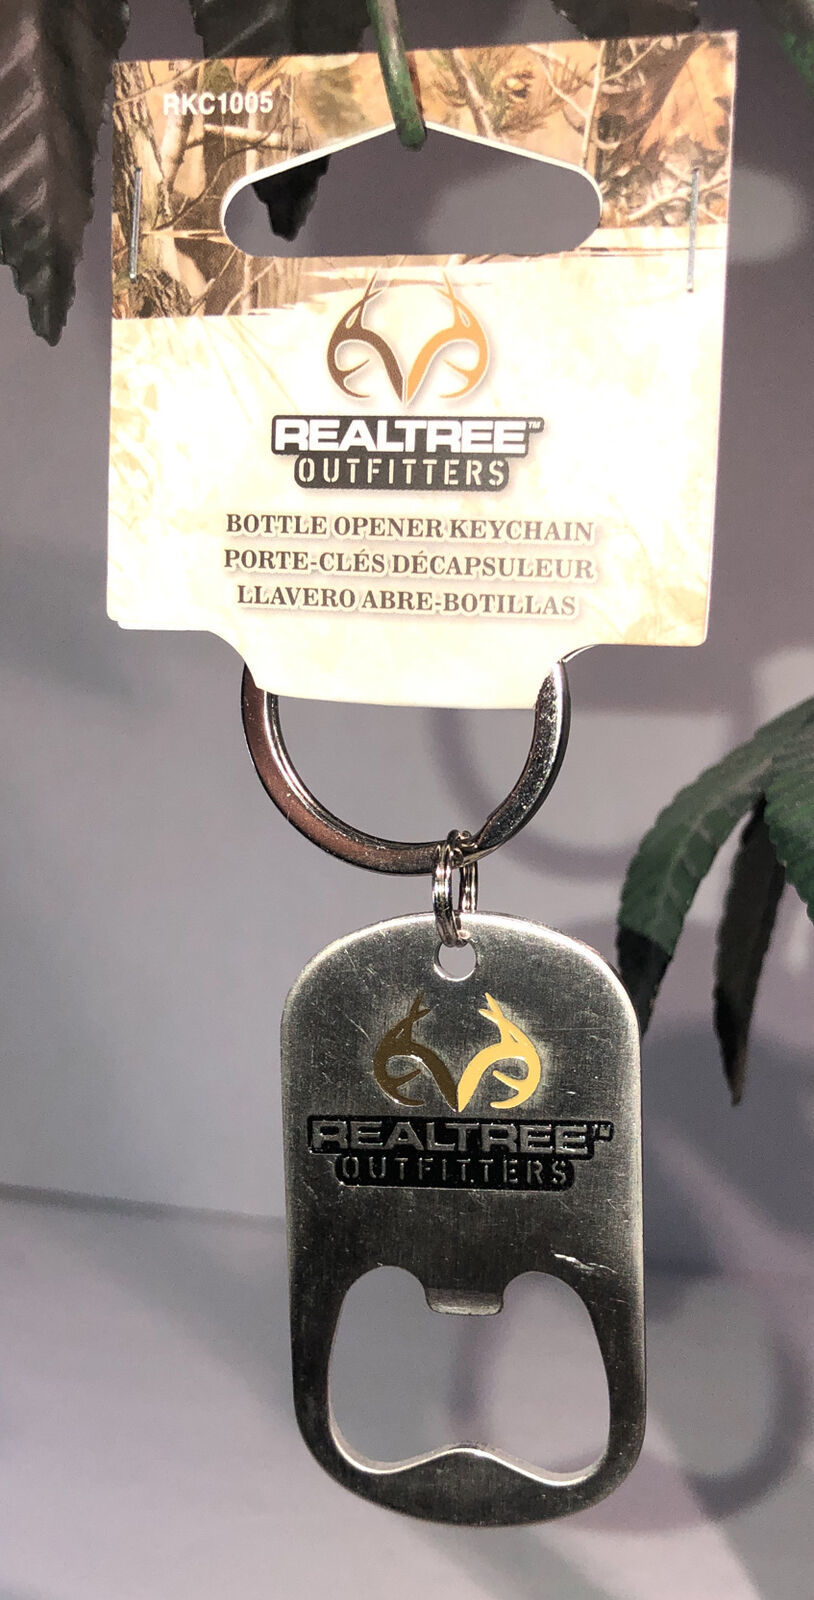 RKC1005
REALTREE™
OUTFITTERS
BOTTLE OPENER KEYCHAIN
PORTE-CLÉS DÉCAPSULEUR
LLAVERO ABRE-BOTILLAS
REALTREE™
OUTFITTERS